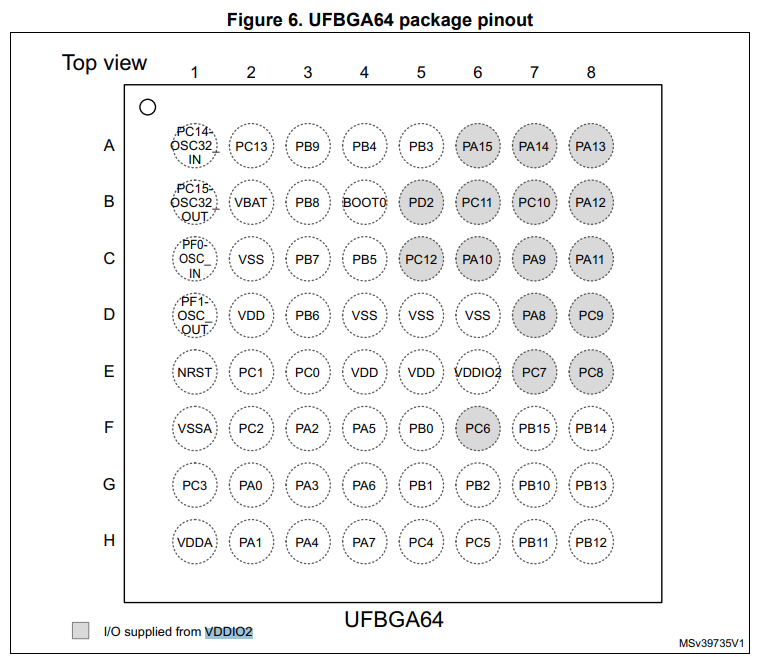 Figure 6. UFBGA64 package pinout
Top view
1 2 3 4 5 6 7 8
A PC14-OSC32_IN PC13 PB9 PB4 PB3 PA15 PA14 PA13
B PC15-OSC32_OUT VBAT PB8 BOOT0 PD2 PC11 PC10 PA12
C PF0-OSC_IN VSS PB7 PB5 PC12 PA10 PA9 PA11
D PF1-OSC_OUT VDD PB6 VSS VSS VSS PA8 PC9
E NRST PC1 PC0 VDD VDD VDDIO2 PC7 PC8
F VSSA PC2 PA2 PA5 PB0 PC6 PB15 PB14
G PC3 PA0 PA3 PA6 PB1 PB2 PB10 PB13
H VDDA PA1 PA4 PA7 PC4 PC5 PB11 PB12
UFBGA64
I/O supplied from VDDIO2
MSv39735V1